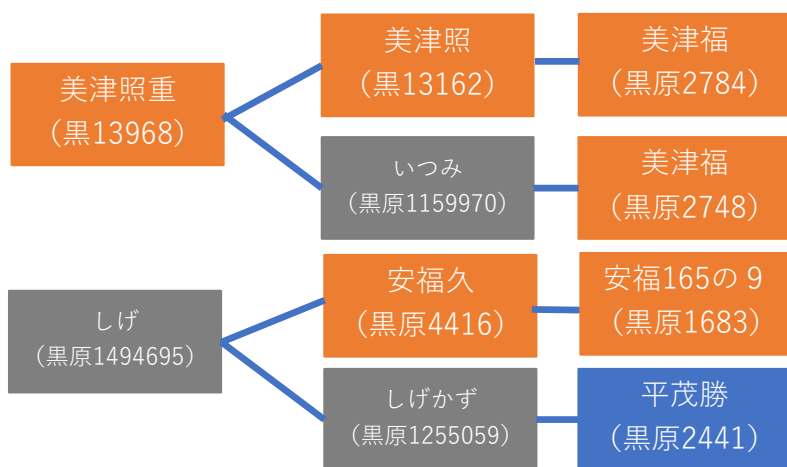 美津照重
（黒13968）
美津照
（黒13162）
美津福
（黒原2784）
いつみ
（黒原1159970）
美津福
（黒原2748）
しげ
（黒原1494695）
安福久
（黒原4416）
安福165の９
（黒原1683）
しげかず
（黒原1255059）
平茂勝
（黒原2441）